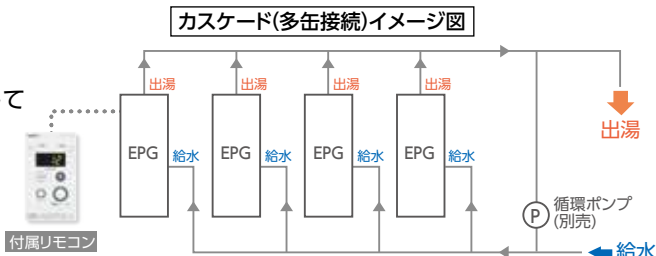 カスケード(多缶接続)イメージ図
て
出湯
出湯
出湯
出湯
出湯
EPG
給水
EPG
給水
EPG
給水
EPG
給水
P
循環ポンプ
(別売)
付属リモコン
給水